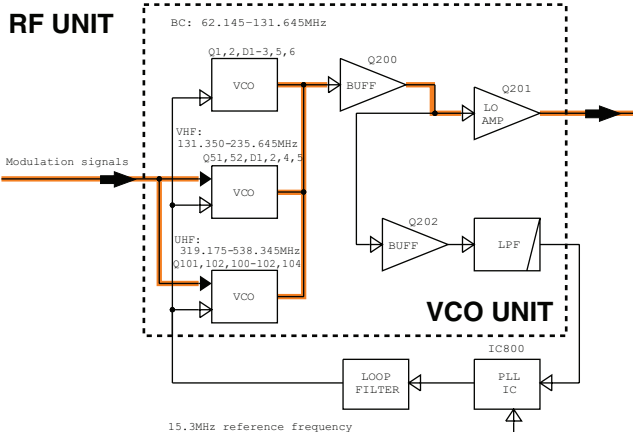 RF UNIT
BC: 62.145–131.645MHz
Q1,2,D1–3,5,6
VCO
Q200
BUFF
Q201
LO
AMP
VHF:
131.350–235.645MHz
Q51,52,D1,2,4,5
Modulation signals
VCO
UHF:
319.175–538.345MHz
Q101,102,100–102,104
VCO
Q202
BUFF
LPF
VCO UNIT
IC800
LOOP
FILTER
PLL
IC
15.3MHz reference frequency